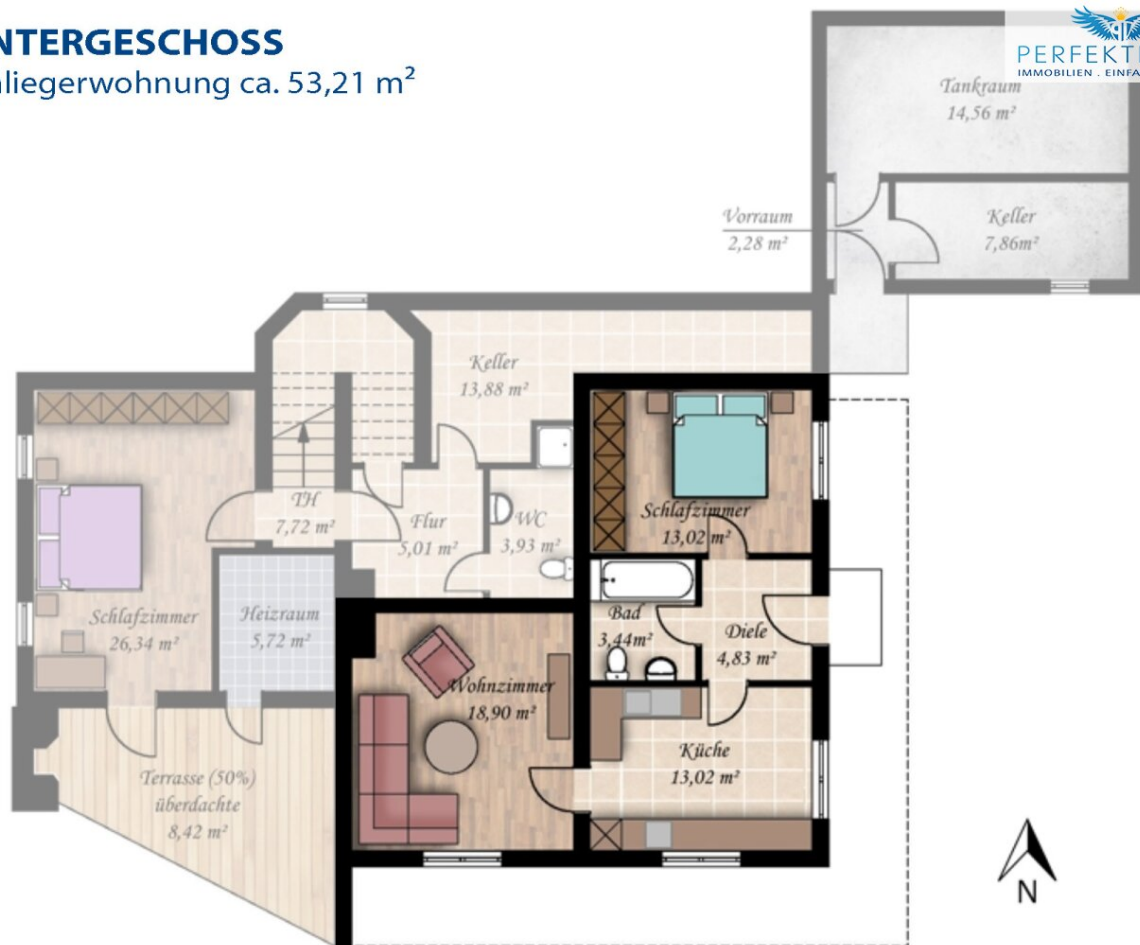 NTERGESCHOSS
liegerwohnung ca. 53,21 m²
PERFEKT
IMMOBILIEN . EINFA
Tankraum
14,56 m²
Vorraum
2,28 m²
Keller
7,86m²
Keller
13,88 m²
TH
7,72 m²
Flur
5,01 m²
WC
3,93 m²
Schlafzimmer
13,02 m²
Schlafzimmer
26,34 m²
Heizraum
5,72 m²
Bad
3,44m²
Diele
4,83 m²
Wohnzimmer
18,90 m²
Küche
13,02 m²
Terrasse (50%)
überdachte
8,42 m²
N